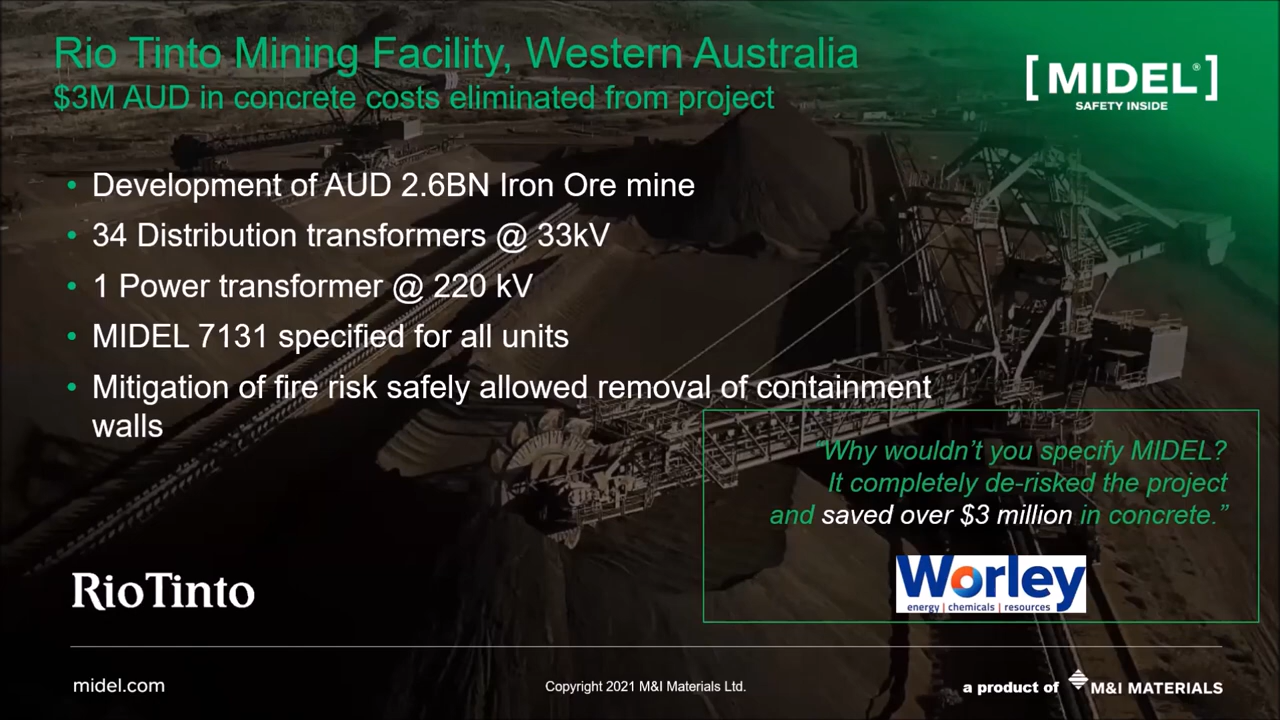 Rio Tinto Mining Facility, Western Australia
$3M AUD in concrete costs eliminated from project
[MIDEL®]
SAFETY INSIDE
• Development of AUD 2.6BN Iron Ore mine
• 34 Distribution transformers @ 33kV
• 1 Power transformer @ 220 kV
• MIDEL 7131 specified for all units
• Mitigation of fire risk safely allowed removal of containment
walls
“Why wouldn’t you specify MIDEL?
It completely de-risked the project
and saved over $3 million in concrete.”
Worley
energy | chemicals | resources
RioTinto
midel.com
Copyright 2021 M&I Materials Ltd.
a product of M&I MATERIALS